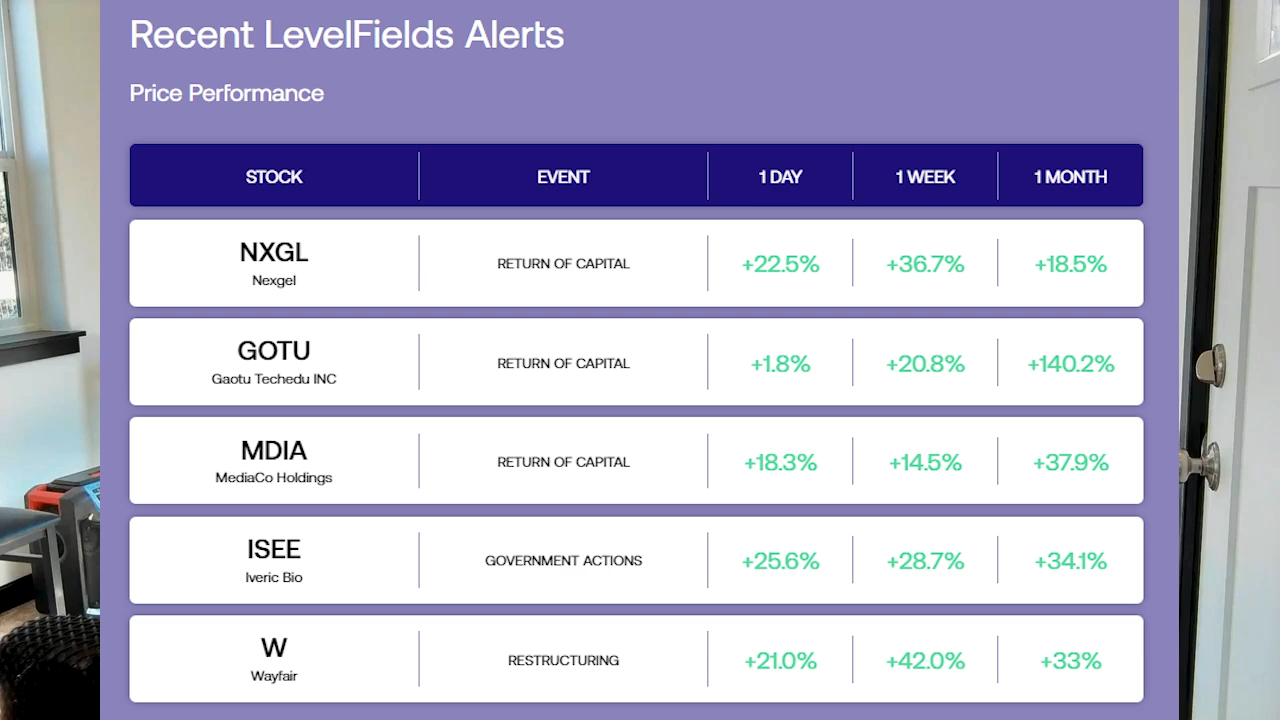 Recent LevelFields Alerts
Price Performance
STOCK EVENT 1 DAY 1 WEEK 1 MONTH
NXGL
Nexgel
RETURN OF CAPITAL +22.5% +36.7% +18.5%
GOTU
Gaotu Techedu INC
RETURN OF CAPITAL +1.8% +20.8% +140.2%
MDIA
MediaCo Holdings
RETURN OF CAPITAL +18.3% +14.5% +37.9%
ISEE
Iveric Bio
GOVERNMENT ACTIONS +25.6% +28.7% +34.1%
W
Wayfair
RESTRUCTURING +21.0% +42.0% +33%